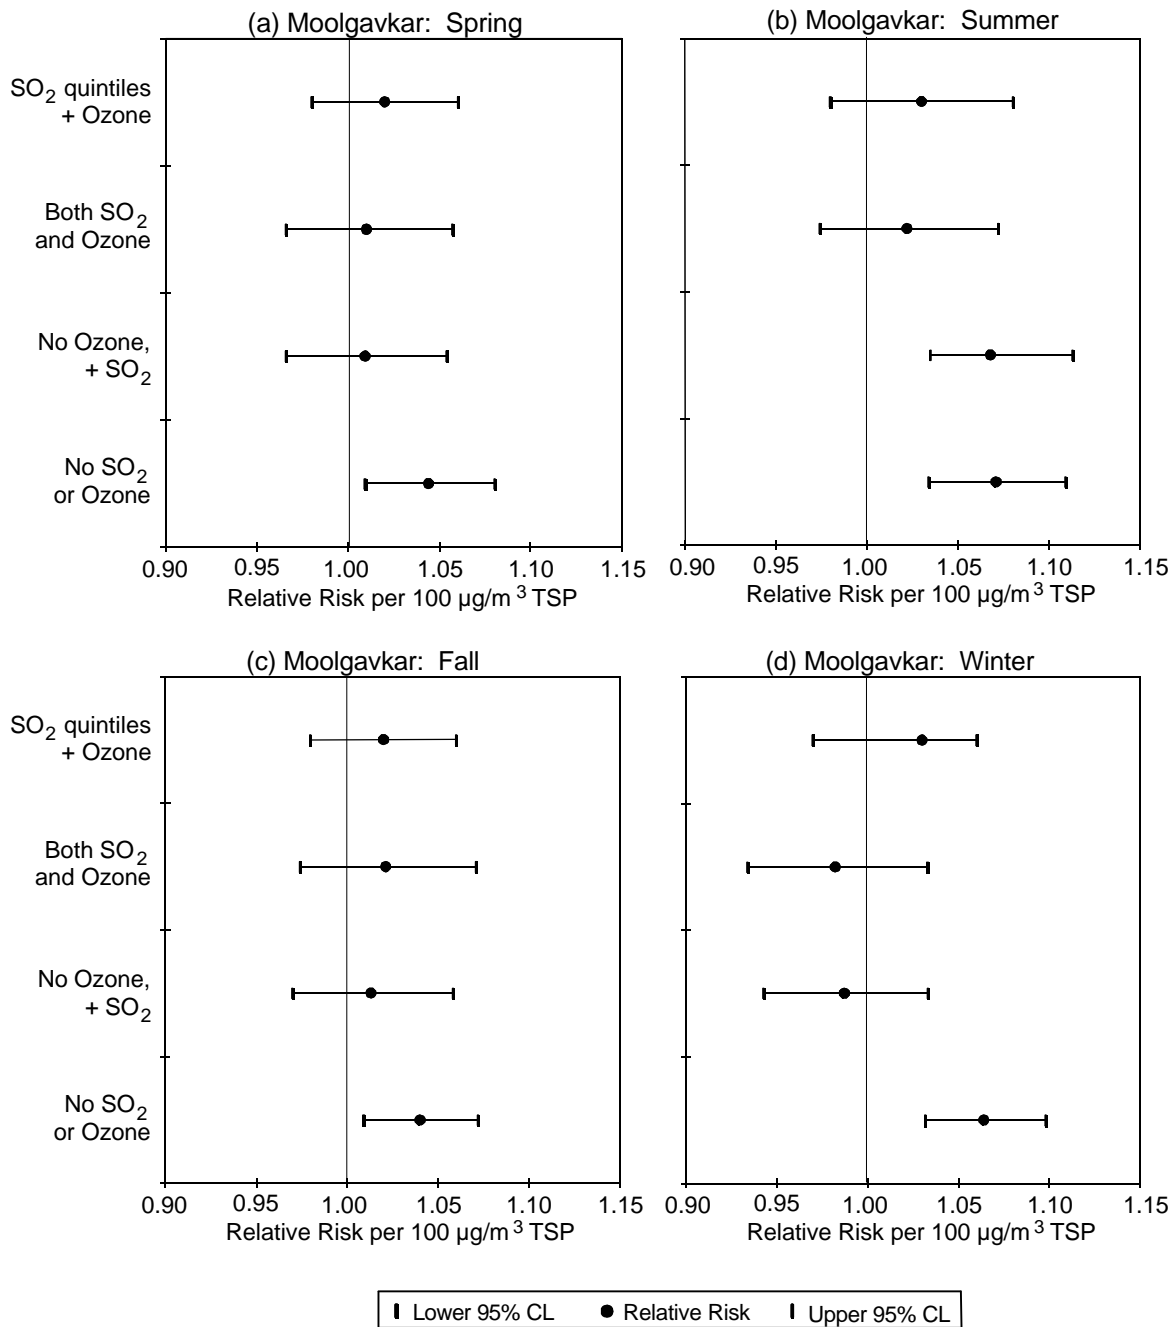 (a) Moolgavkar: Spring
SO2 quintiles
+ Ozone
Both SO2
and Ozone
No Ozone,
+ SO2
No SO2
or Ozone
0.90 0.95 1.00 1.05 1.10 1.15
Relative Risk per 100 µg/m3 TSP
(b) Moolgavkar: Summer
0.90 0.95 1.00 1.05 1.10 1.15
Relative Risk per 100 µg/m3 TSP
(c) Moolgavkar: Fall
SO2 quintiles
+ Ozone
Both SO2
and Ozone
No Ozone,
+ SO2
No SO2
or Ozone
0.90 0.95 1.00 1.05 1.10 1.15
Relative Risk per 100 µg/m3 TSP
(d) Moolgavkar: Winter
0.90 0.95 1.00 1.05 1.10 1.15
Relative Risk per 100 µg/m3 TSP
Lower 95% CL Relative Risk Upper 95% CL